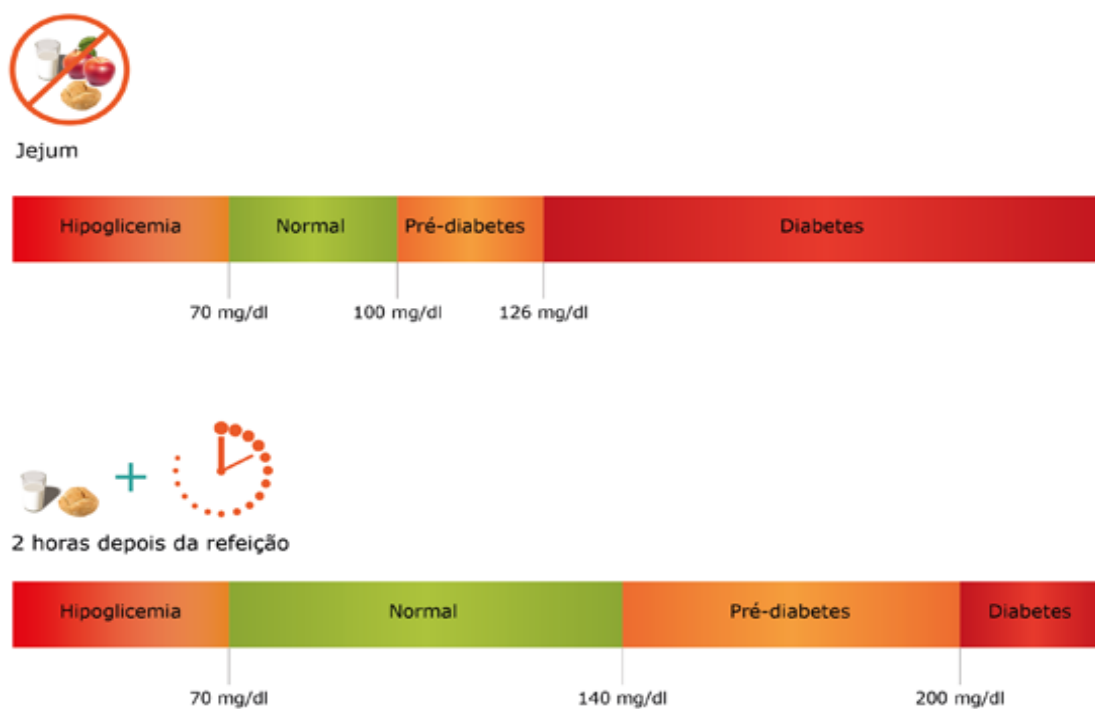 Jejum
Hipoglicemia Normal Pré-diabetes Diabetes
70 mg/dl 100 mg/dl 126 mg/dl
+
2 horas depois da refeição
Hipoglicemia Normal Pré-diabetes Diabetes
70 mg/dl 140 mg/dl 200 mg/dl